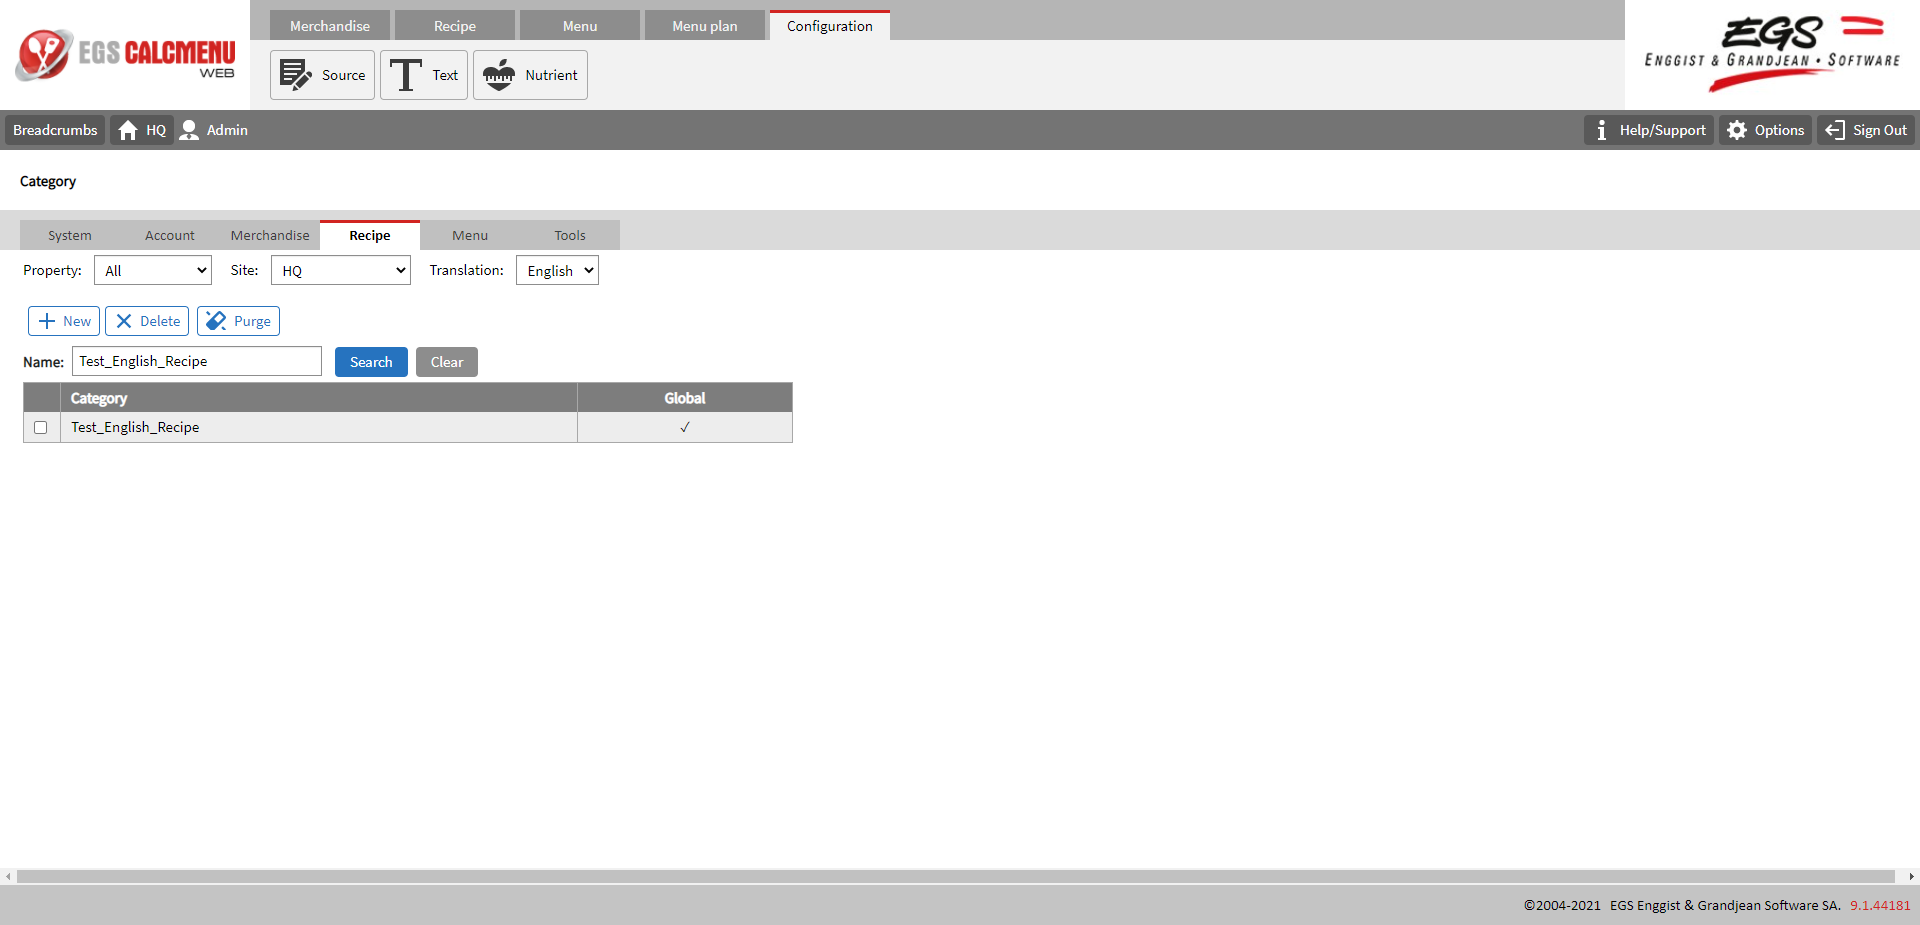 EGS CALCMENU
WEB
Merchandise
Recipe
Menu
Menu plan
Configuration
Source
Text
Nutrient
EGS
ENGGIST & GRANDJEAN • SOFTWARE
Breadcrumbs
HQ
Admin
Help/Support
Options
Sign Out
Category
System
Account
Merchandise
Recipe
Menu
Tools
Property: All
Site: HQ
Translation: English
New
Delete
Purge
Name: Test_English_Recipe
Search
Clear
Category
Global
Test_English_Recipe
✓
©2004-2021 EGS Enggist & Grandjean Software SA. 9.1.44181